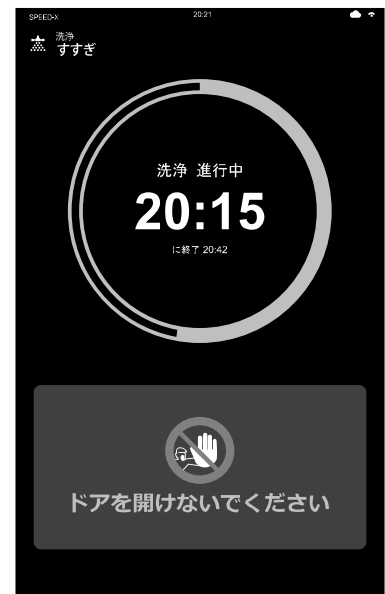 SPEED-X 20:21
洗浄
すすぎ
洗浄 進行中
20:15
に終了 20:42
ドアを開けないでください